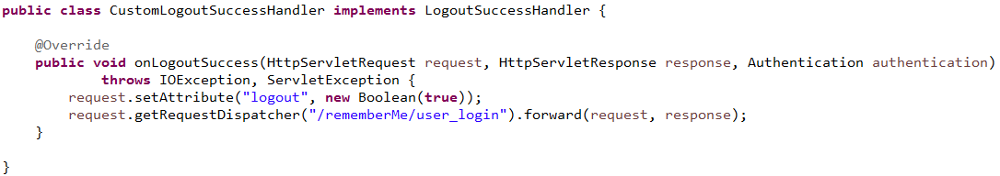 public class CustomLogoutSuccessHandler implements LogoutSuccessHandler {
@Override
public void onLogoutSuccess(HttpServletRequest request, HttpServletResponse response, Authentication authentication)
throws IOException, ServletException {
request.setAttribute("logout", new Boolean(true));
request.getRequestDispatcher("/rememberMe/user_login").forward(request, response);
}
}